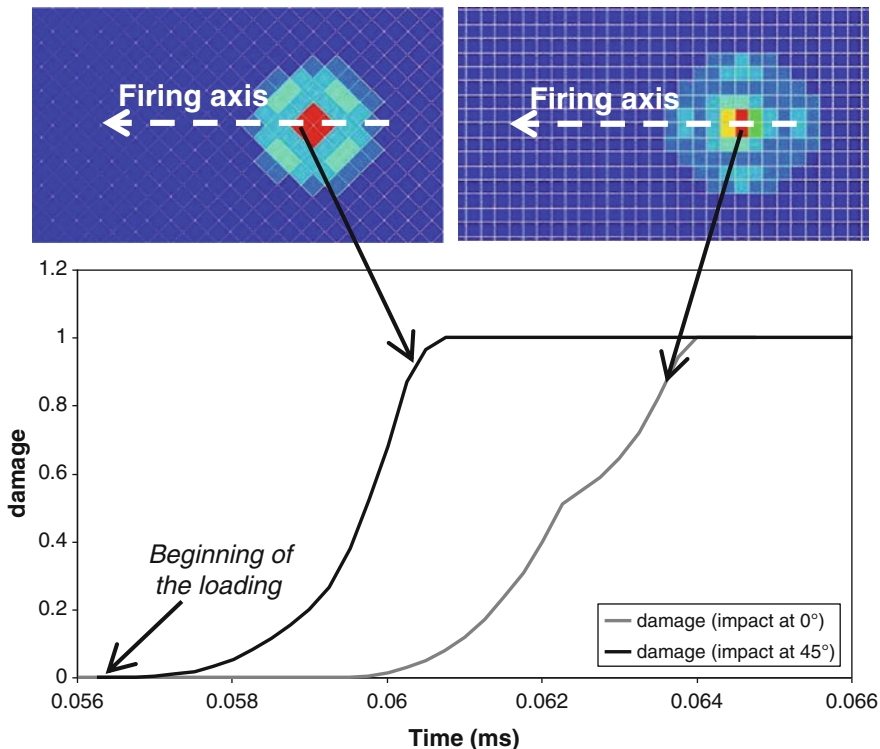 Firing axis
Firing axis
1.2
1
0.8
0.6
0.4
0.2
0
damage
Beginning of
the loading
damage (impact at 0°)
damage (impact at 45°)
0.056
0.058
0.06
0.062
0.064
0.066
Time (ms)